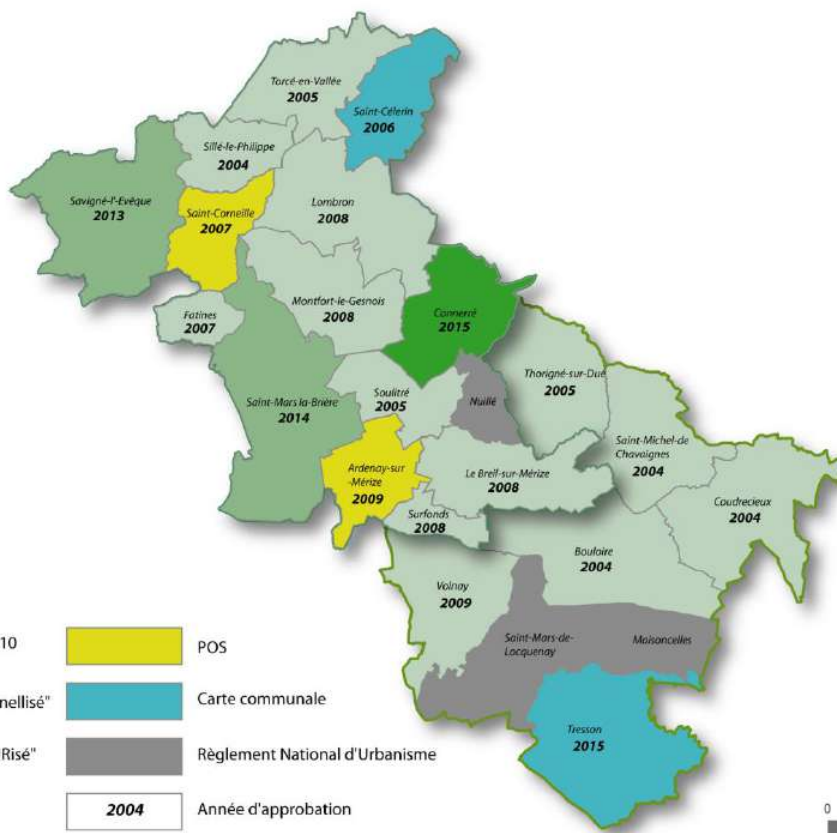 Torcé-en-Vallée
2005
Saint-Célerin
2006
Sillé-le-Philippe
2004
Savigné-l'Evêque
2013
Saint-Corneille
2007
Lombron
2008
Montfort-le-Gesnois
2008
Connerré
2015
Fatines
2007
Thorigné-sur-Dué
2005
Saint-Mars la-Brière
2014
Soulitré
2005
Nuillé
Saint-Michel-de
Chavaignes
2004
Ardenay-sur
-Mérize
2009
Le Breil-sur-Mérize
2008
Coudrecieux
2004
Surfonds
2008
Bouloire
2004
Volnay
2009
Saint-Mars-de-
Locquenay
Maisoncelles
Tresson
2015
10
POS
nellisé"
Carte communale
Risé"
Règlement National d'Urbanisme
2004
Année d'approbation
0